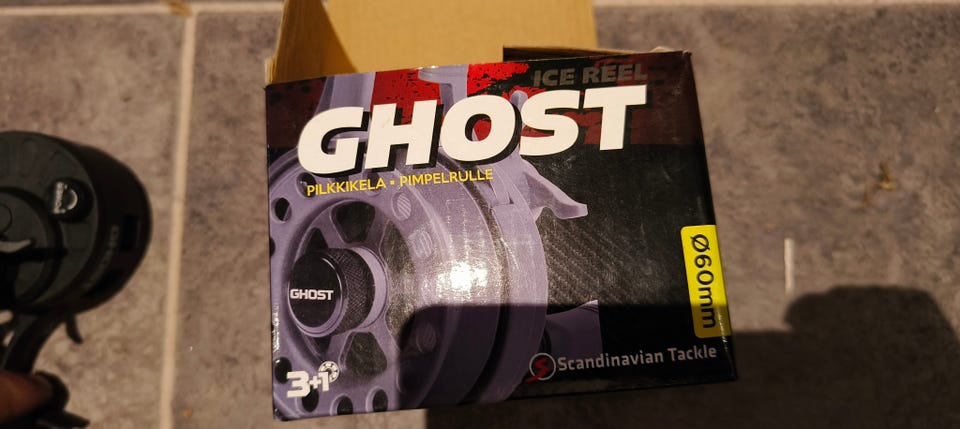 ICE REEL
GHOST
PILKKIKELA ▪ PIMPELRULLE
GHOST
Ø60mm
3+1
Scandinavian Tackle